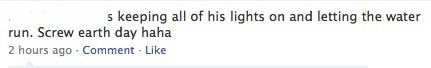 s keeping all of his lights on and letting the water
run. Screw earth day haha
2 hours ago · Comment · Like